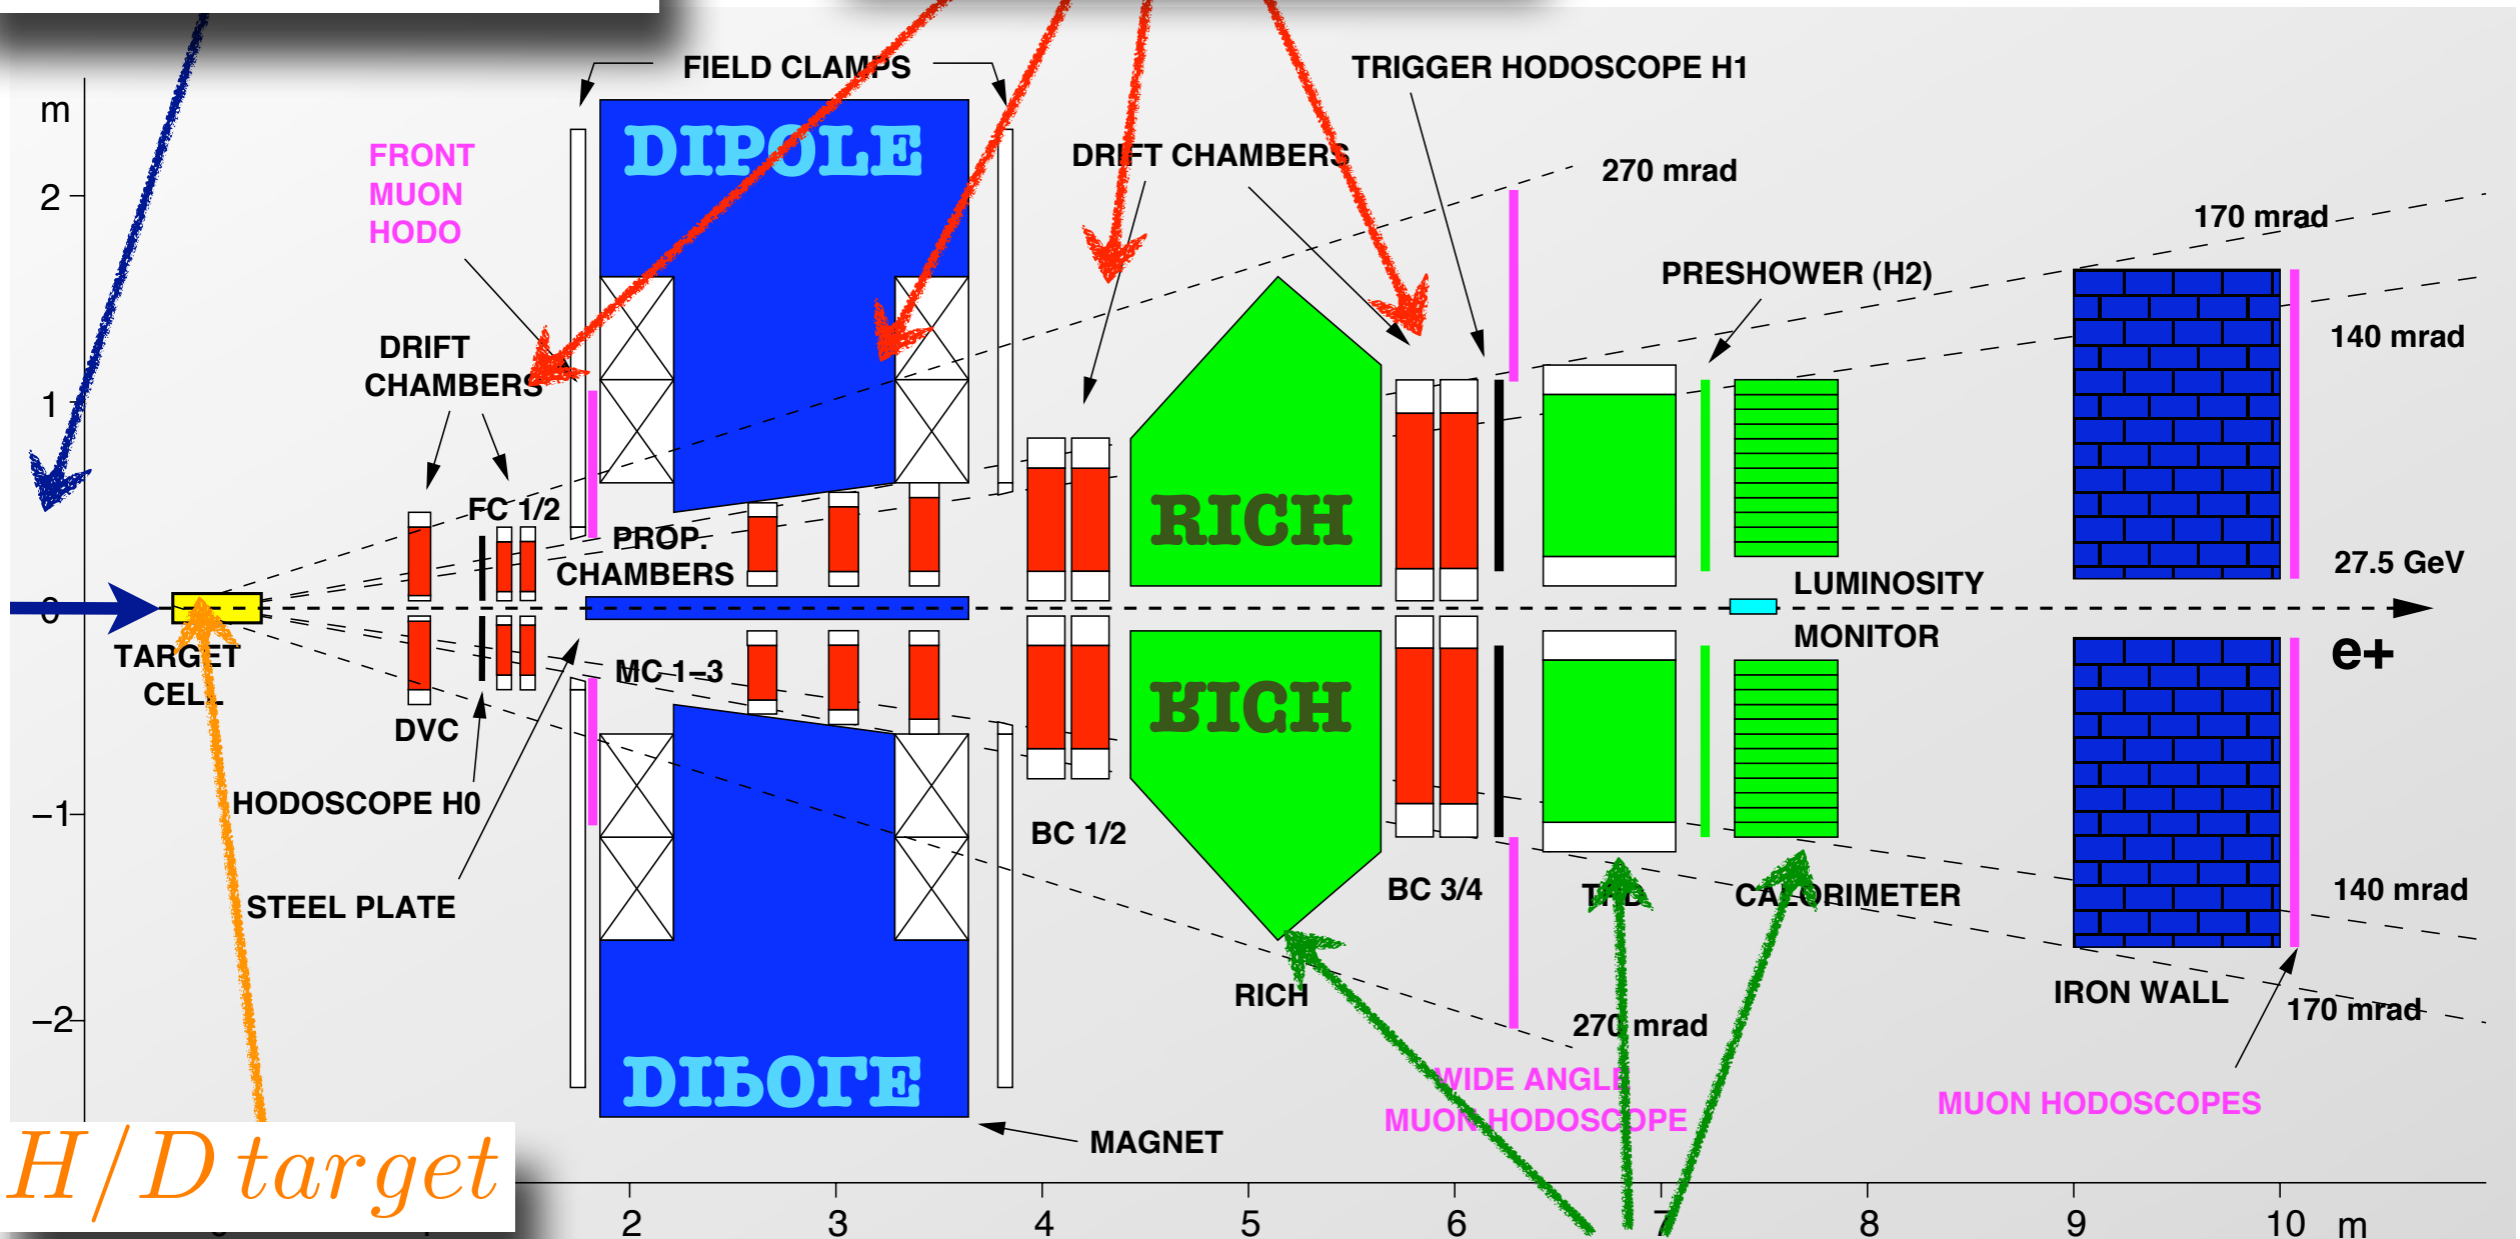 FIELD CLAMPS
TRIGGER HODOSCOPE H1
m
DIPOLE
FRONT
MUON
HODO
DRIFT CHAMBERS
270 mrad
2
170 mrad
PRESHOWER (H2)
DRIFT
CHAMBERS
140 mrad
1
FC 1/2
RICH
PROP.
CHAMBERS
27.5 GeV
LUMINOSITY
0
MONITOR
TARGET
CELL
e+
MC 1–3
RICH
DVC
HODOSCOPE H0
–1
BC 1/2
STEEL PLATE
BC 3/4
TRD
CALORIMETER
140 mrad
RICH
IRON WALL
170 mrad
–2
270 mrad
DIPOLE
WIDE ANGLE
MUON HODOSCOPE
MUON HODOSCOPES
MAGNET
H/D target
2 3 4 5 6 7 8 9 10 m